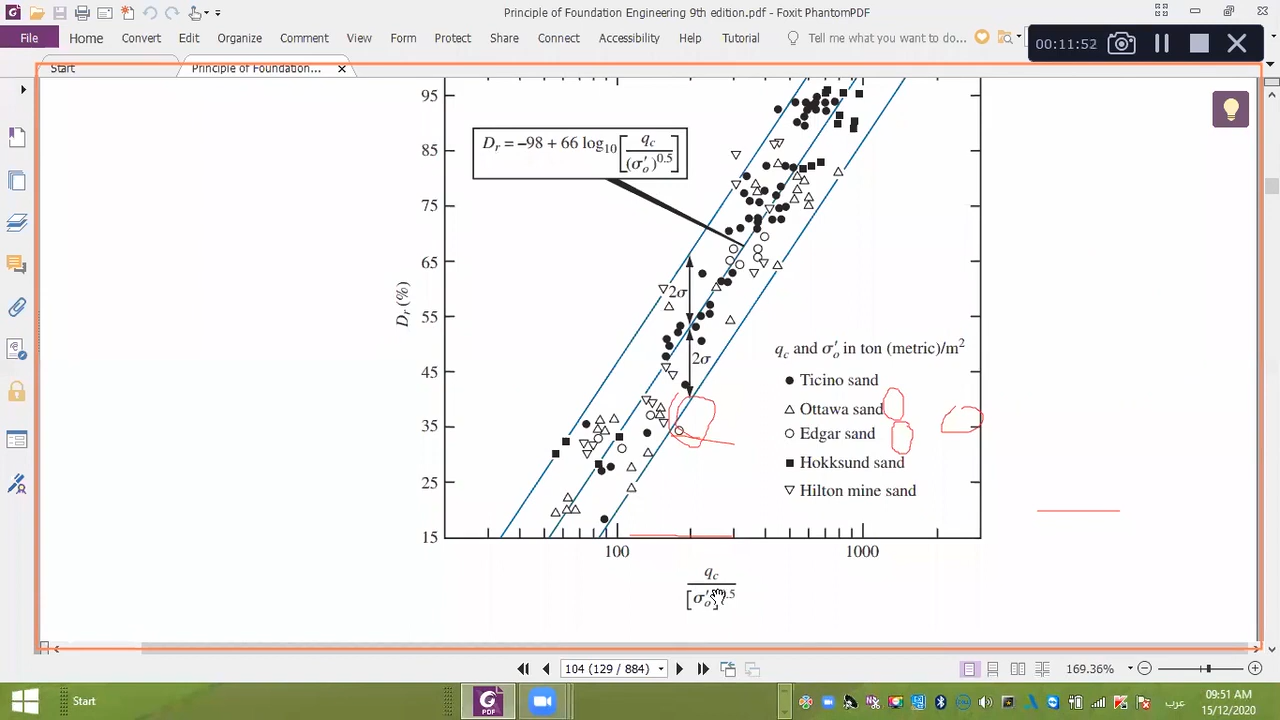 Principle of Foundation Engineering 9th edition.pdf - Foxit PhantomPDF
File Home Convert Edit Organize Comment View Form Protect Share Connect Accessibility Help Tutorial Tell me what you want to do...
00:11:52
Start Principle of Foundation...
95
D_r = −98 + 66 log10 [q_c / (σ'_o)^0.5]
85
75
65
2σ
D_r (%)
55
2σ
q_c and σ'_o in ton (metric)/m²
45
Ticino sand
Ottawa sand
35
Edgar sand
Hokksund sand
25
Hilton mine sand
15
100 1000
q_c
[σ'_o]^0.5
104 (129 / 884)
169.36%
Start
PDF
عرب
09:51 AM
15/12/2020